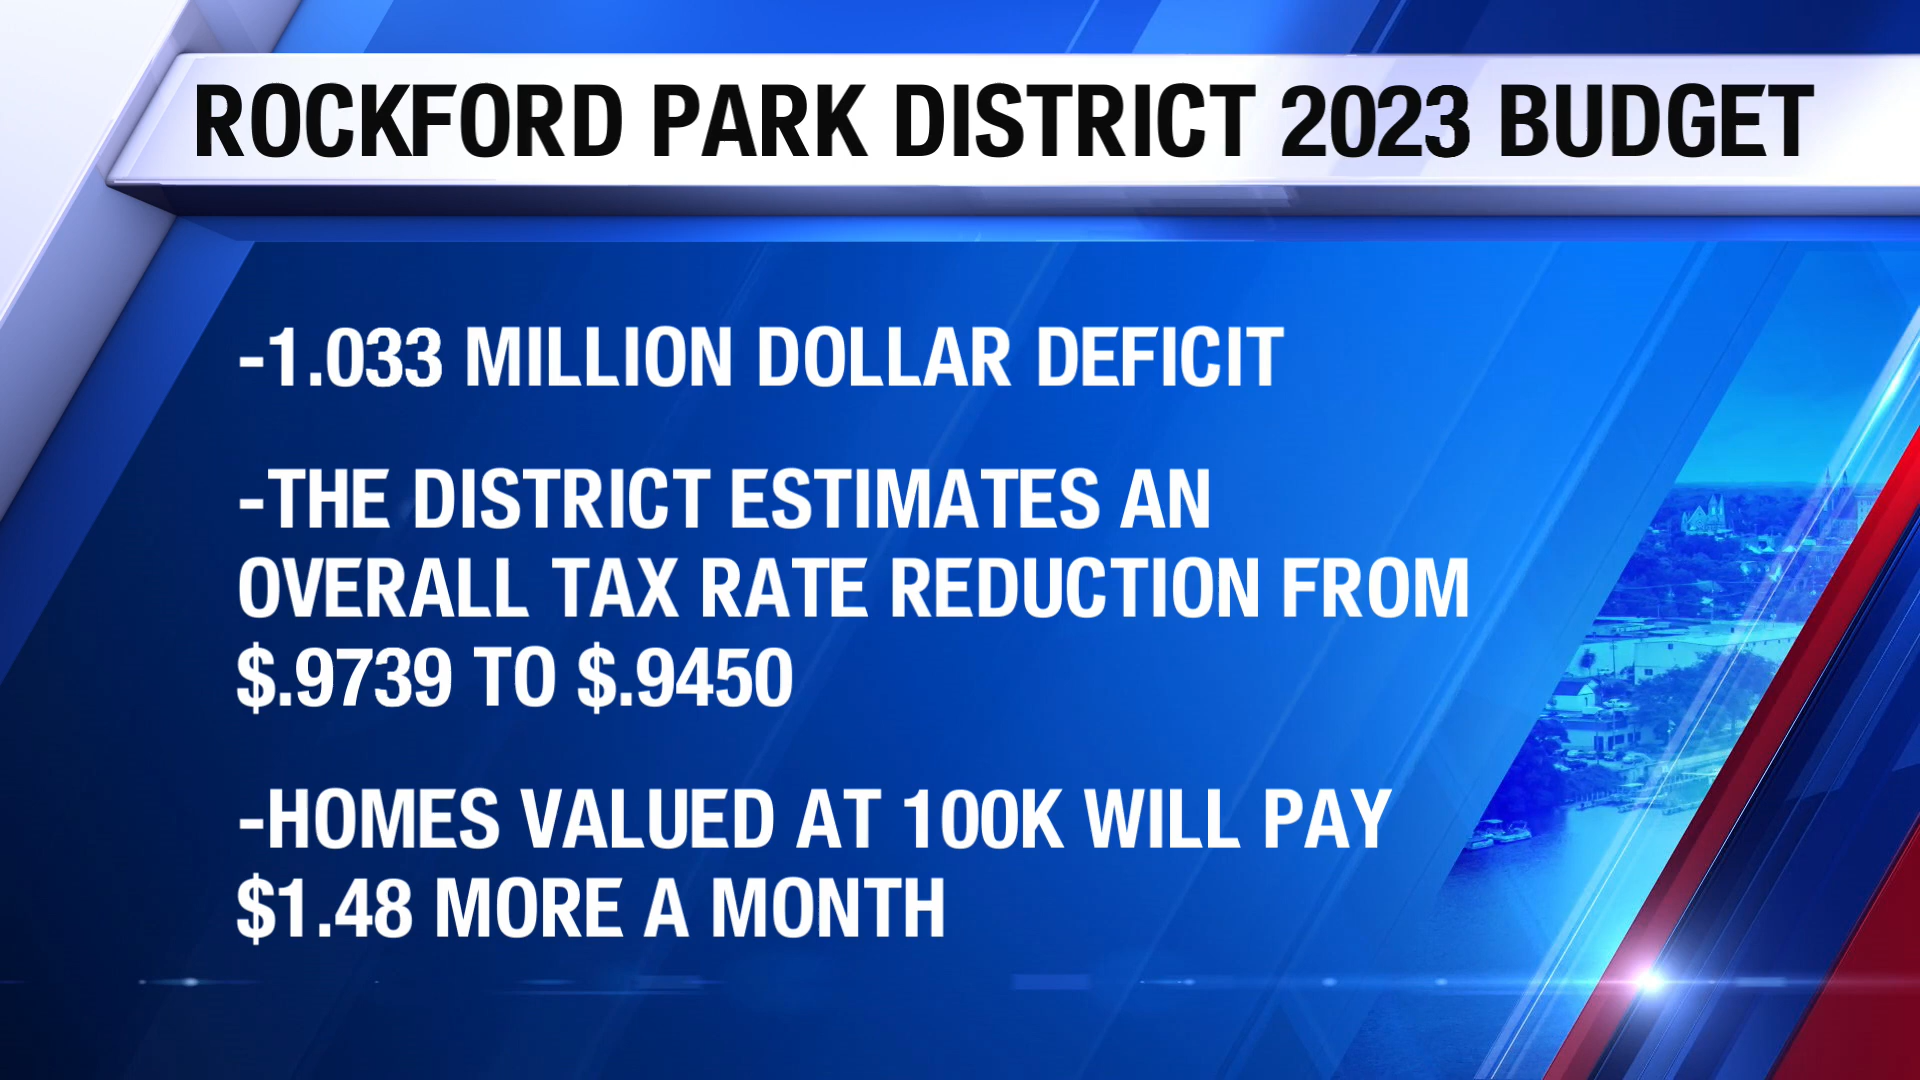 ROCKFORD PARK DISTRICT 2023 BUDGET
-1.033 MILLION DOLLAR DEFICIT
-THE DISTRICT ESTIMATES AN
OVERALL TAX RATE REDUCTION FROM
$.9739 TO $.9450
-HOMES VALUED AT 100K WILL PAY
$1.48 MORE A MONTH